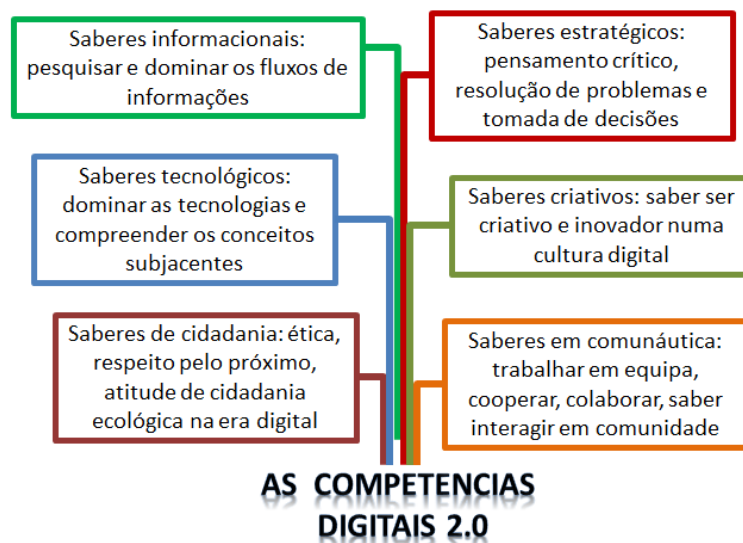 Saberes informacionais:
pesquisar e dominar os fluxos de
informações
Saberes estratégicos:
pensamento crítico,
resolução de problemas e
tomada de decisões
Saberes tecnológicos:
dominar as tecnologias e
compreender os conceitos
subjacentes
Saberes criativos: saber ser
criativo e inovador numa
cultura digital
Saberes de cidadania: ética,
respeito pelo próximo,
atitude de cidadania
ecológica na era digital
Saberes em comunáutica:
trabalhar em equipa,
cooperar, colaborar, saber
interagir em comunidade
AS COMPETENCIAS
DIGITAIS 2.0